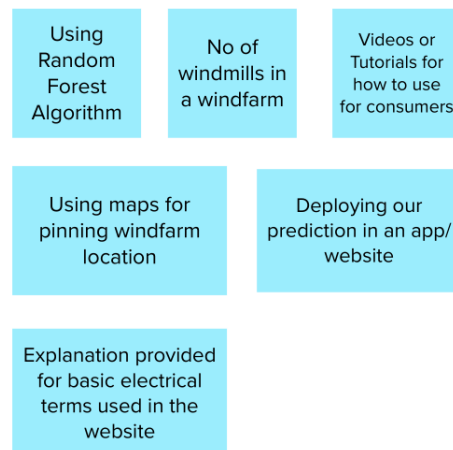 Using
Random
Forest
Algorithm
No of
windmills in
a windfarm
Videos or
Tutorials for
how to use
for consumers
Using maps for
pinning windfarm
location
Deploying our
prediction in an app/
website
Explanation provided
for basic electrical
terms used in the
website